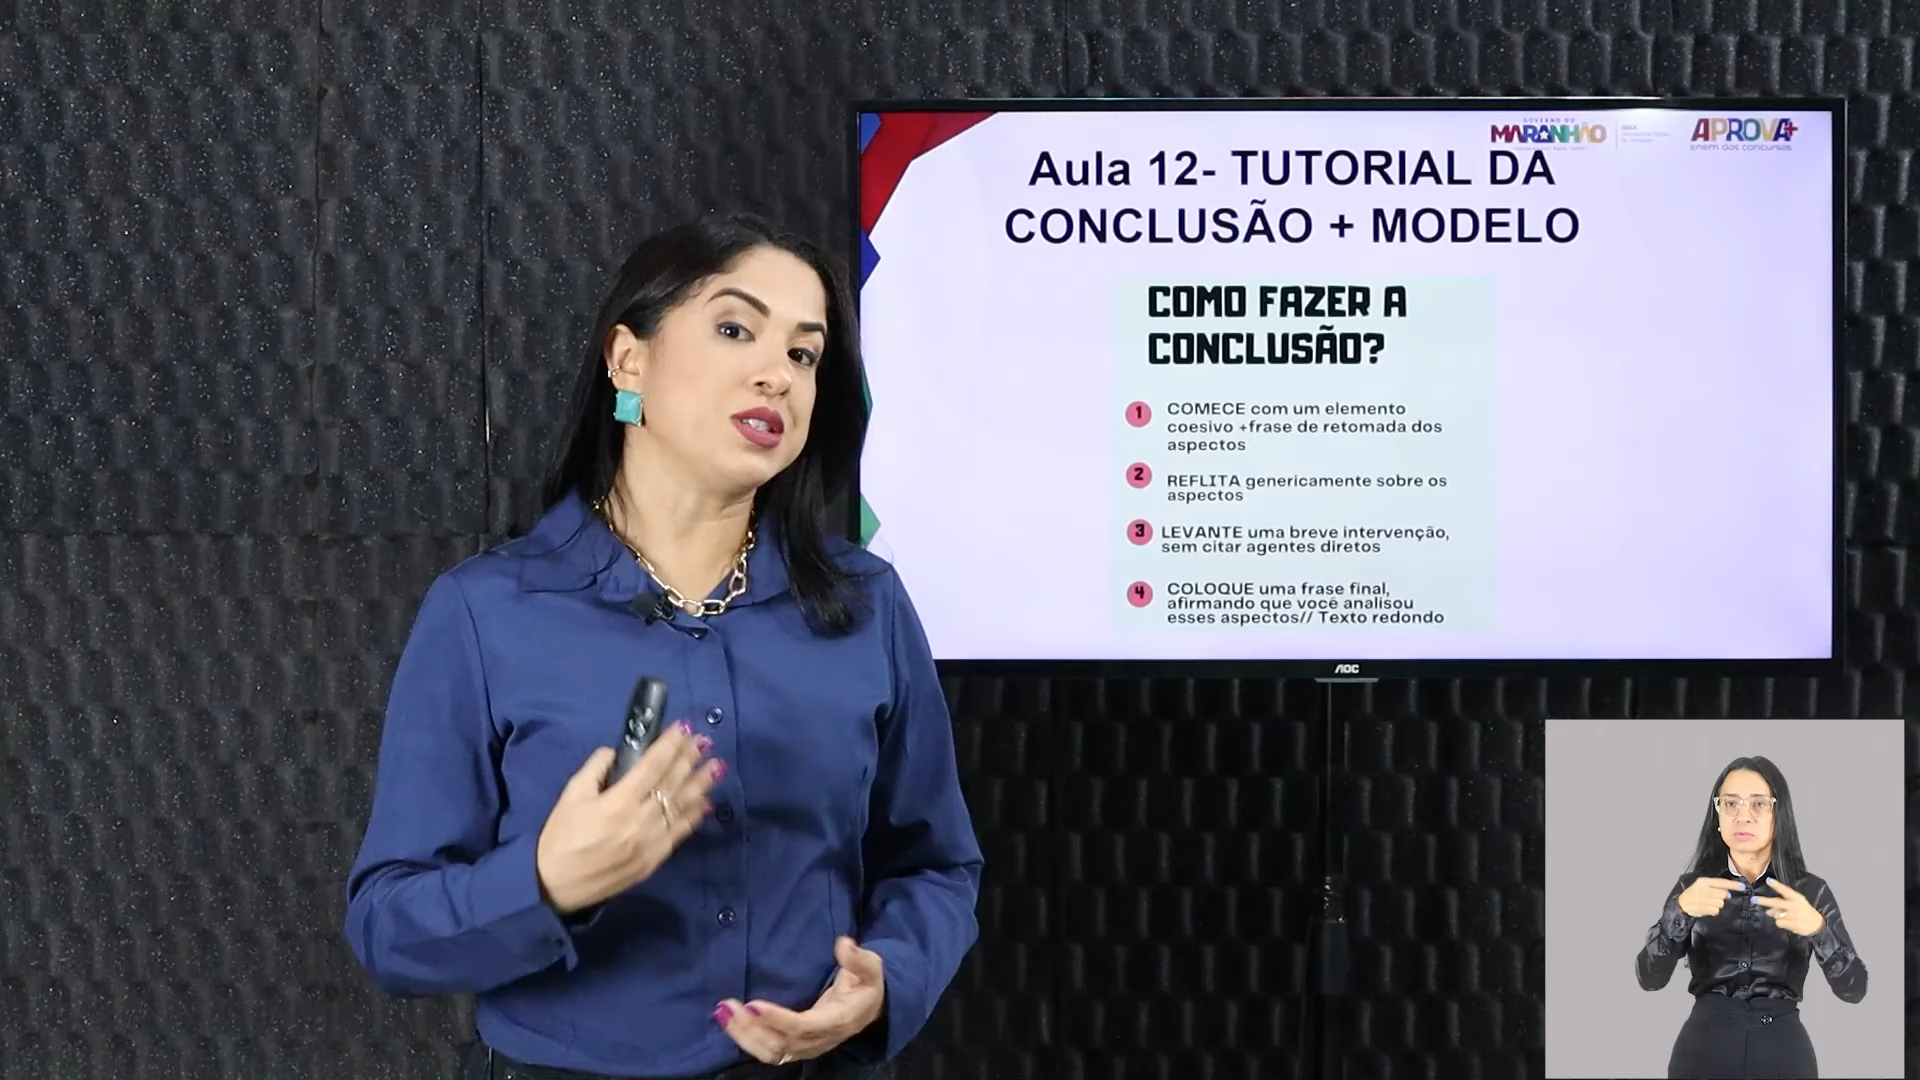 GOVERNO DO
MARANHÃO
APROVA+
enem dos concursos
Aula 12- TUTORIAL DA
CONCLUSÃO + MODELO
COMO FAZER A
CONCLUSÃO?
1 COMECE com um elemento
coesivo +frase de retomada dos
aspectos
2 REFLITA genericamente sobre os
aspectos
3 LEVANTE uma breve intervenção,
sem citar agentes diretos
4 COLOQUE uma frase final,
afirmando que você analisou
esses aspectos// Texto redondo
AOC